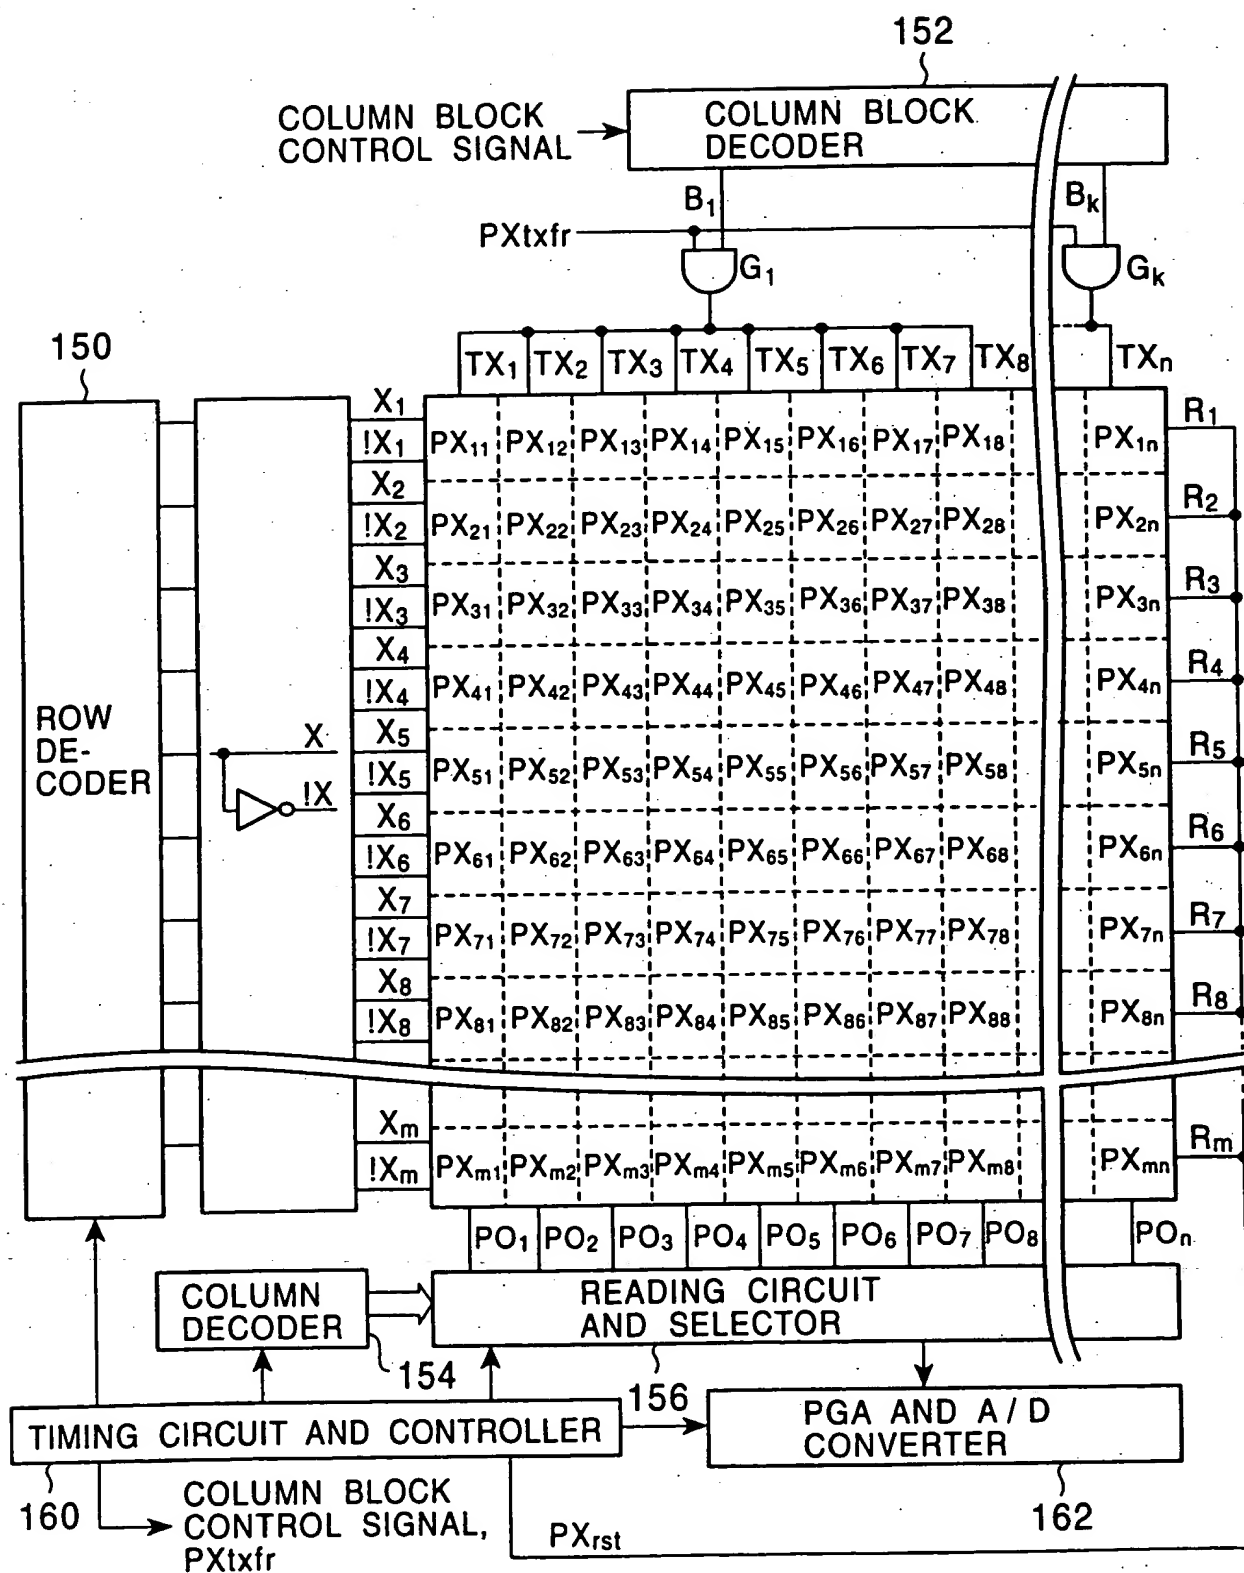 152
COLUMN BLOCK
CONTROL SIGNAL
COLUMN BLOCK
DECODER
B1
Bk
PXtxfr
G1
Gk
150
TX1 TX2 TX3 TX4 TX5 TX6 TX7 TX8 TXn
X1
!X1 PX11 PX12 PX13 PX14 PX15 PX16 PX17 PX18 PX1n R1
X2
!X2 PX21 PX22 PX23 PX24 PX25 PX26 PX27 PX28 PX2n R2
X3
!X3 PX31 PX32 PX33 PX34 PX35 PX36 PX37 PX38 PX3n R3
X4
!X4 PX41 PX42 PX43 PX44 PX45 PX46 PX47 PX48 PX4n R4
ROW
DE-
CODER
X
!X
X5
!X5 PX51 PX52 PX53 PX54 PX55 PX56 PX57 PX58 PX5n R5
X6
!X6 PX61 PX62 PX63 PX64 PX65 PX66 PX67 PX68 PX6n R6
X7
!X7 PX71 PX72 PX73 PX74 PX75 PX76 PX77 PX78 PX7n R7
X8
!X8 PX81 PX82 PX83 PX84 PX85 PX86 PX87 PX88 PX8n R8
Xm
!Xm PXm1 PXm2 PXm3 PXm4 PXm5 PXm6 PXm7 PXm8 PXmn Rm
PO1 PO2 PO3 PO4 PO5 PO6 PO7 PO8 POn
COLUMN
DECODER
READING CIRCUIT
AND SELECTOR
154
156
TIMING CIRCUIT AND CONTROLLER
PGA AND A/D
CONVERTER
160
COLUMN BLOCK
CONTROL SIGNAL,
PXtxfr
PXrst
162